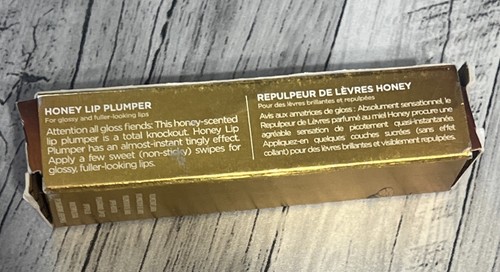 HONEY LIP PLUMPER
For glossy and fuller-looking lips
Attention all gloss fiends: This honey-scented
lip plumper is a total knockout. Honey Lip
Plumper has an almost-instant tingly effect.
Apply a few sweet (non-sticky) swipes for
glossy, fuller-looking lips.
REPULPEUR DE LÈVRES HONEY
Pour des lèvres brillantes et repulpées
Avis aux amatrices de gloss : Absolument sensationnel, le
Repulpeur de Lèvres parfumé au miel Honey procure une
agréable sensation de picotement quasi-instantanée.
Appliquez-en quelques couches sucrées (sans effet
collant) pour des lèvres brillantes et visiblement repulpées.